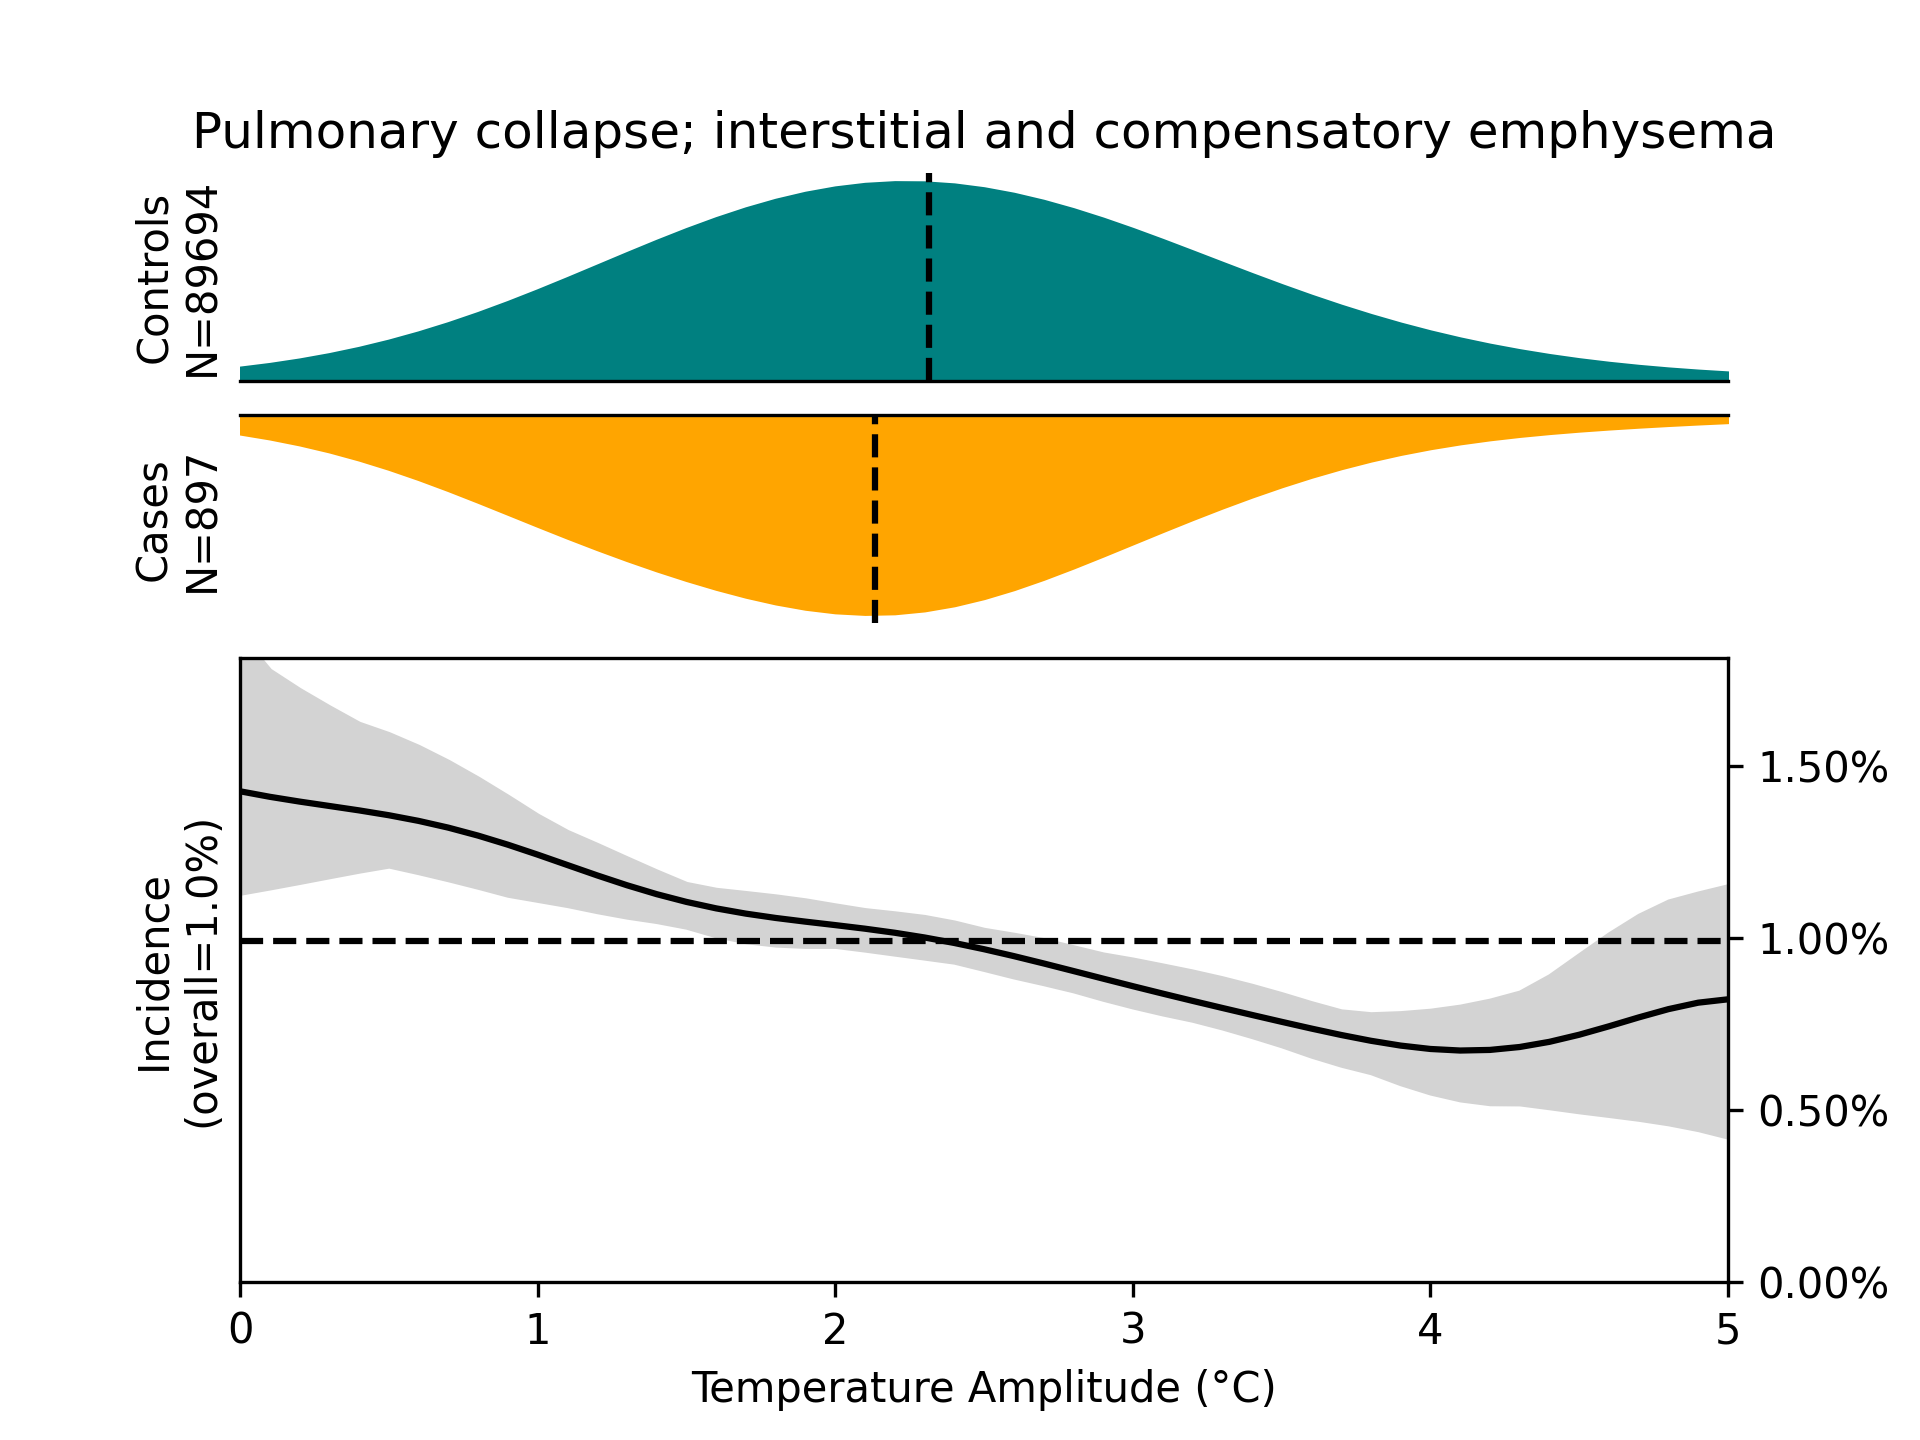 Pulmonary collapse; interstitial and compensatory emphysema
Controls
N=89694
Cases
N=897
Incidence
(overall=1.0%)
1.50%
1.00%
0.50%
0.00%
0 1 2 3 4 5
Temperature Amplitude (°C)